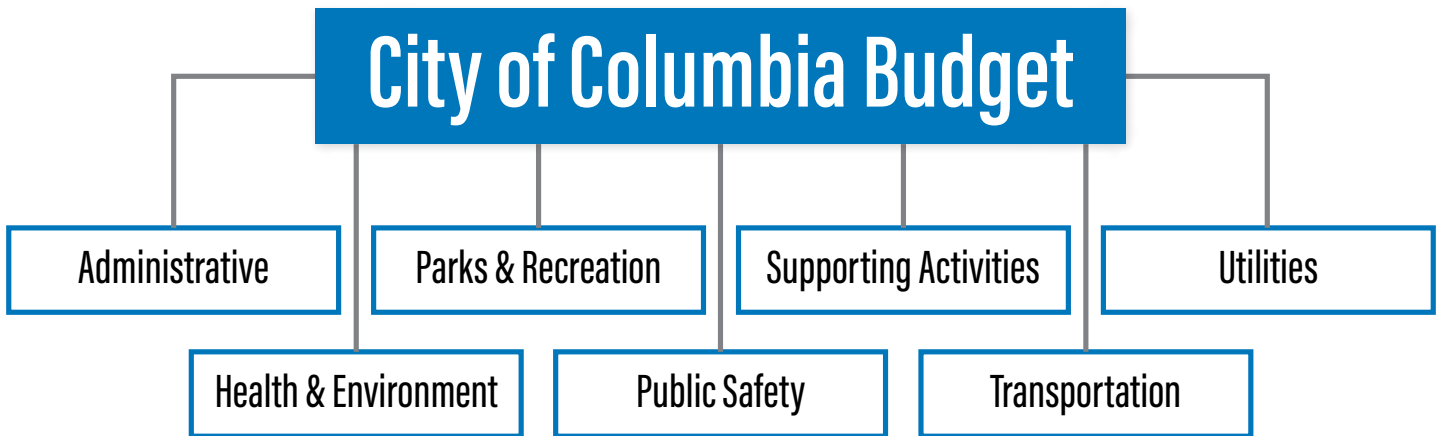 City of Columbia Budget
Administrative
Parks & Recreation
Supporting Activities
Utilities
Health & Environment
Public Safety
Transportation